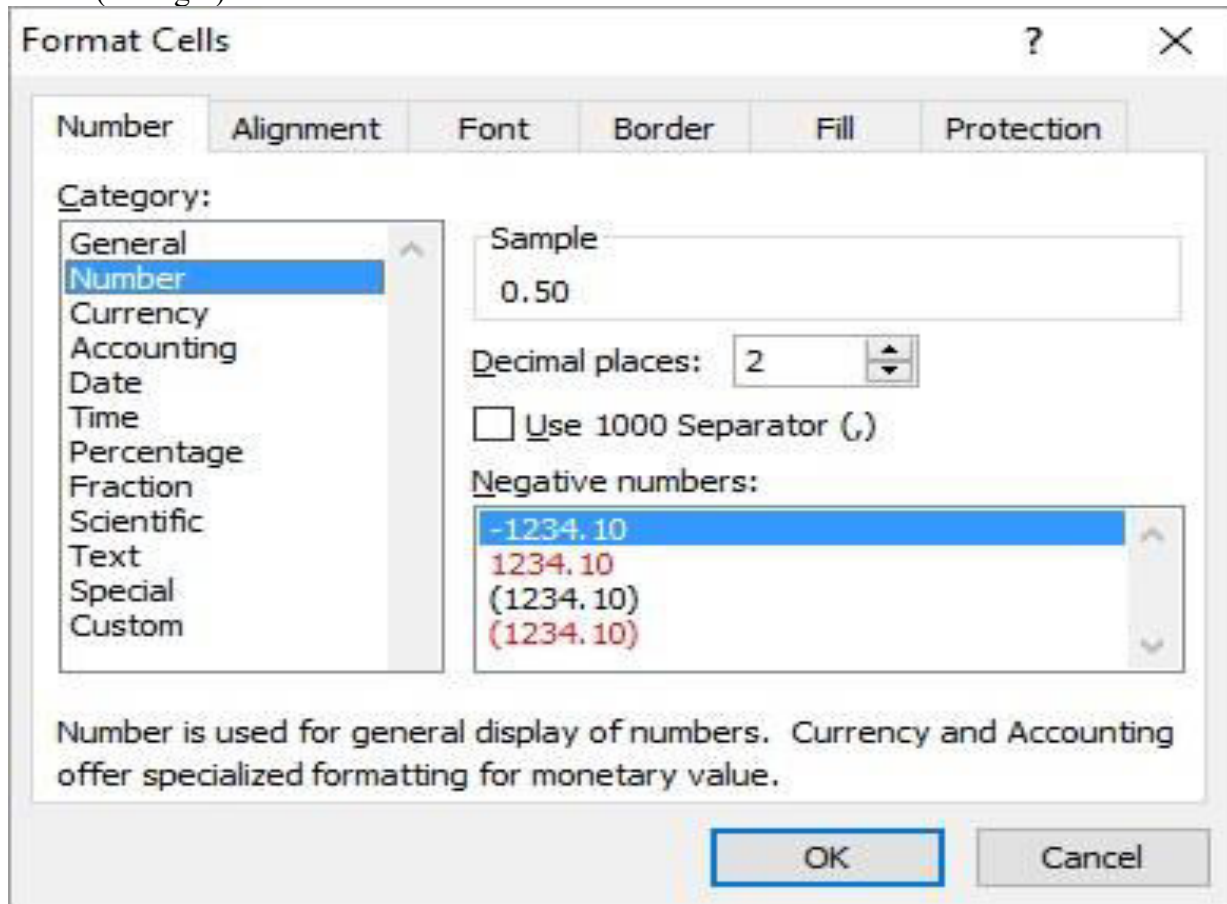 Format Cells ?
Number Alignment Font Border Fill Protection
Category:
General
Number
Currency
Accounting
Date
Time
Percentage
Fraction
Scientific
Text
Special
Custom
Sample
0.50
Decimal places: 2
Use 1000 Separator (,)
Negative numbers:
-1234.10
1234.10
(1234.10)
(1234.10)
Number is used for general display of numbers. Currency and Accounting
offer specialized formatting for monetary value.
OK Cancel